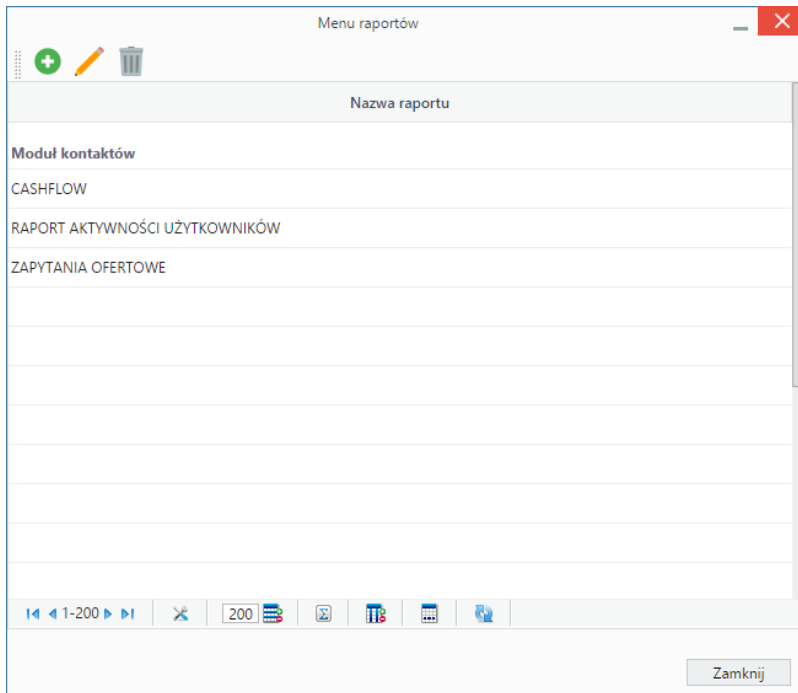 Menu raportów
Nazwa raportu
Moduł kontaktów
CASHFLOW
RAPORT AKTYWNOŚCI UŻYTKOWNIKÓW
ZAPYTANIA OFERTOWE
1-200 200 Σ
Zamknij